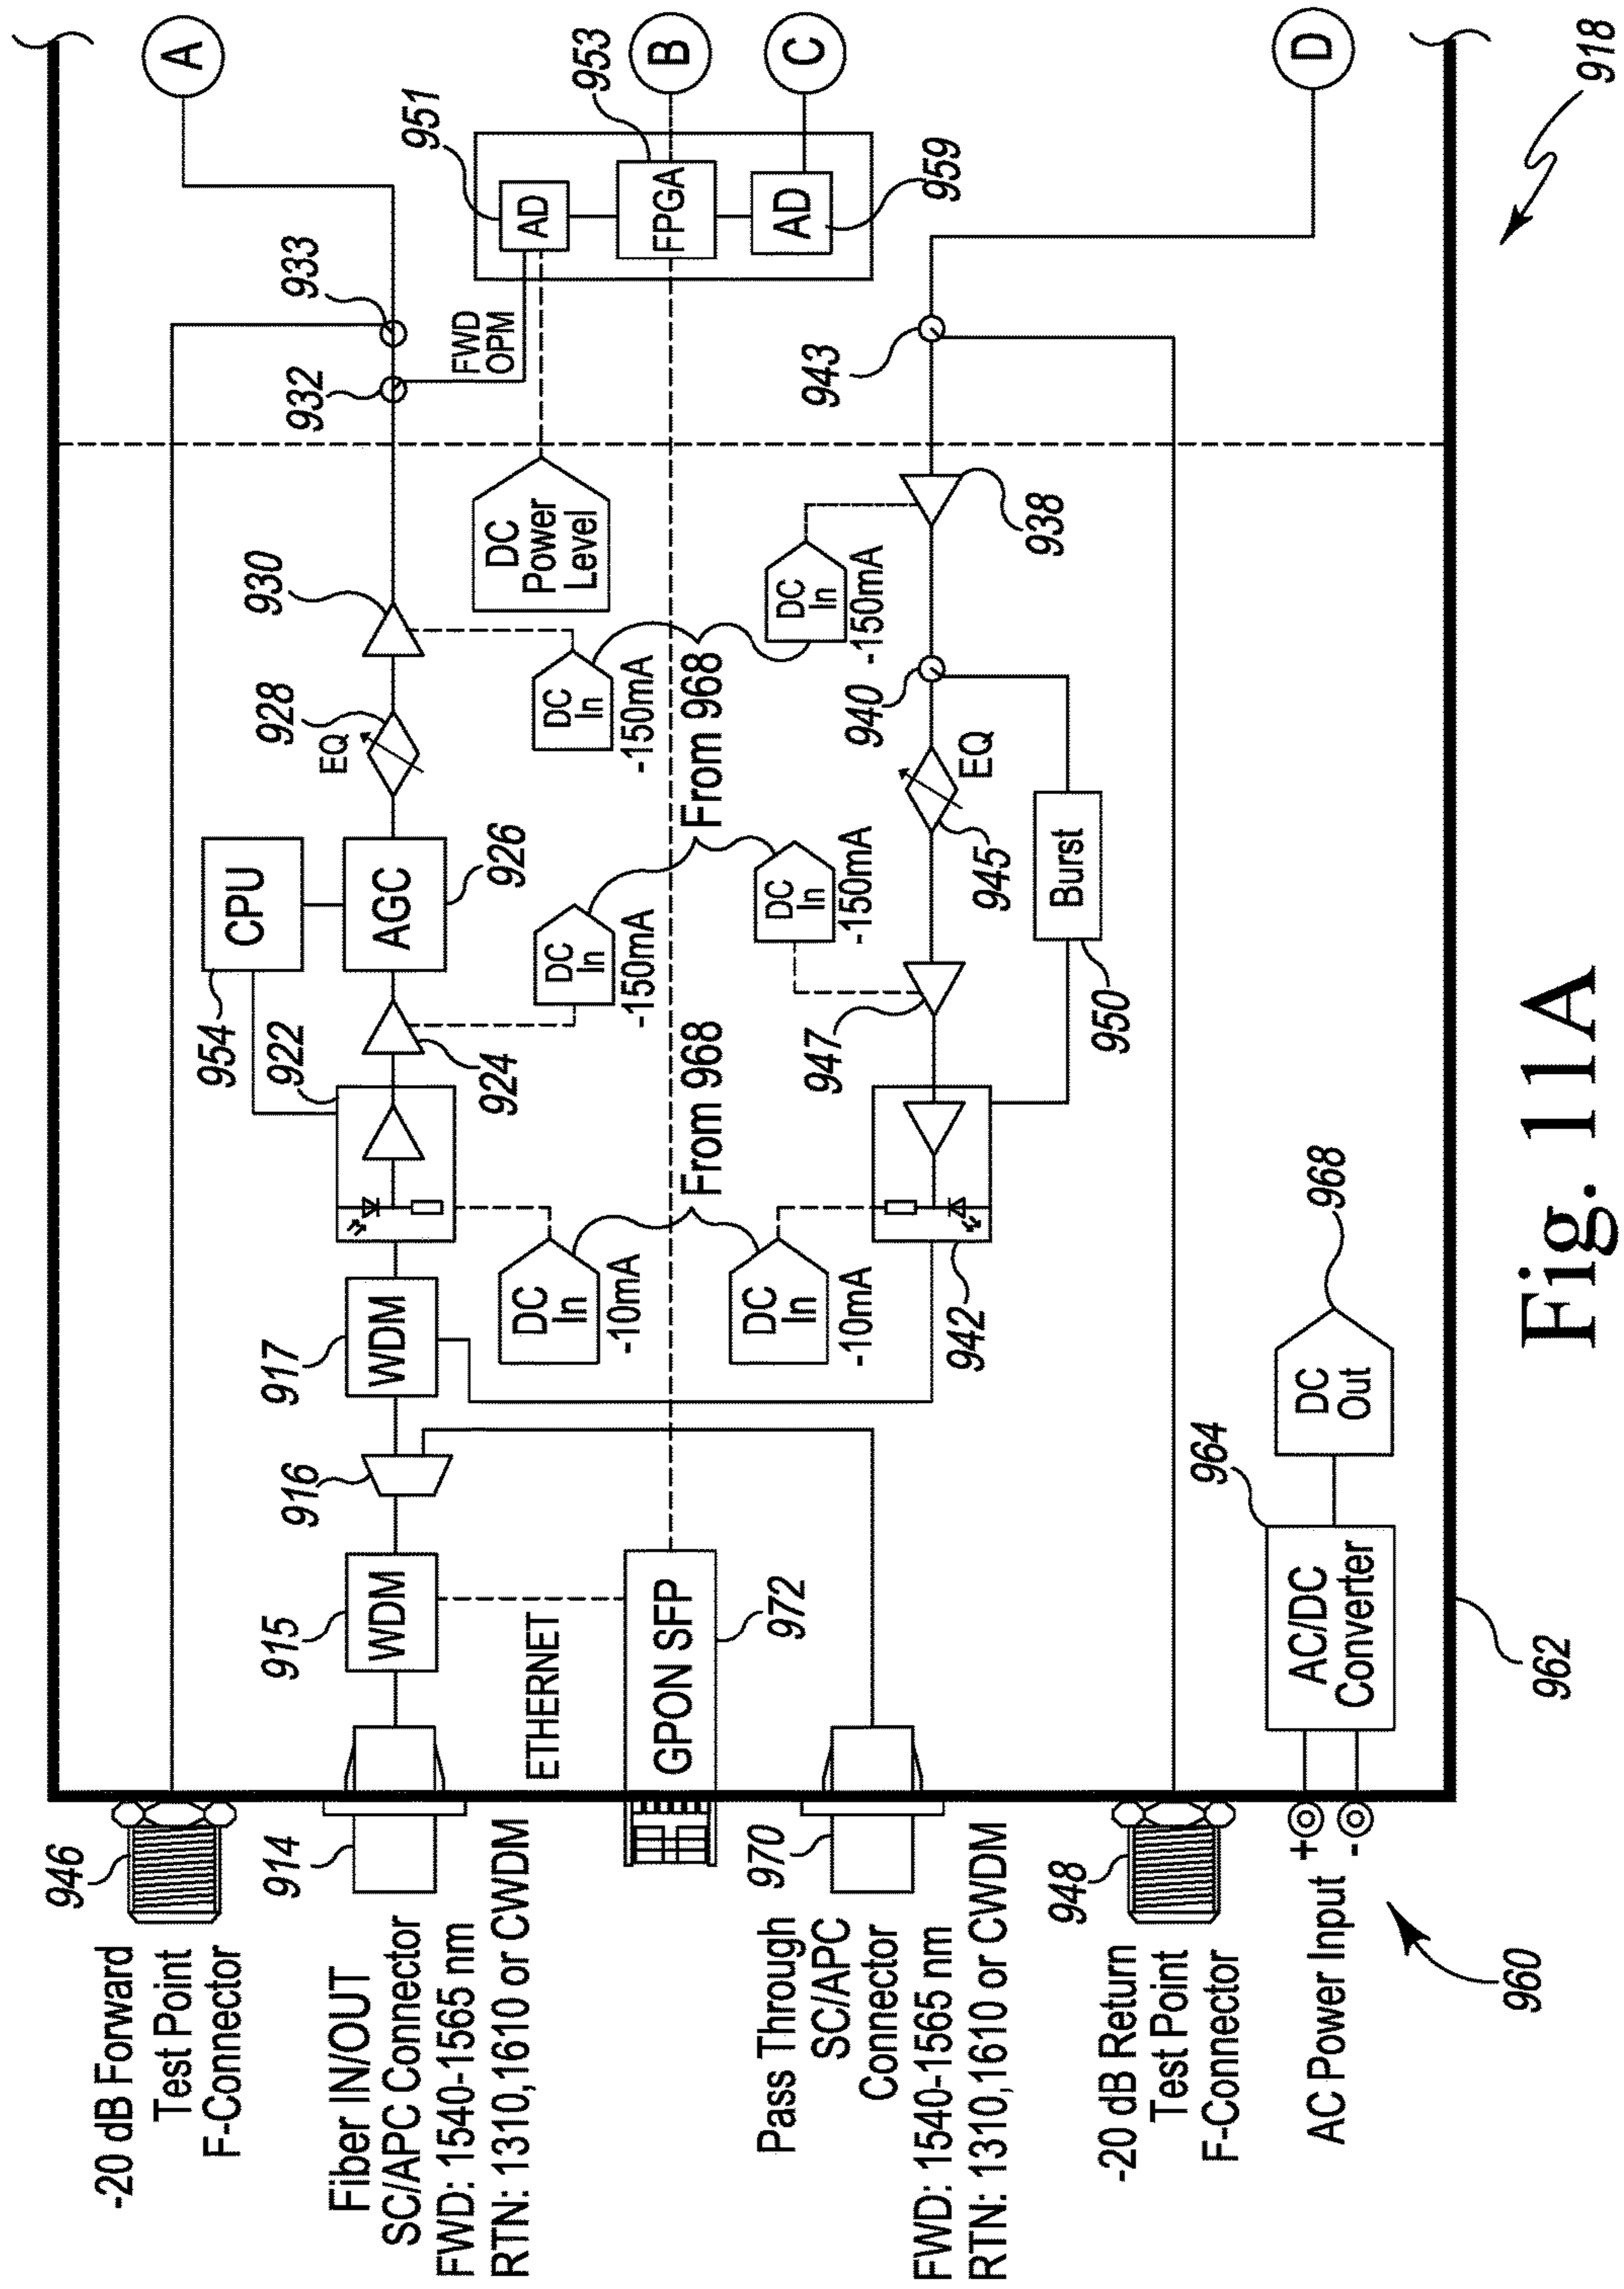 -20 dB Forward
Test Point
F-Connector
946
Fiber IN/OUT
SC/APC Connector
FWD: 1540-1565 nm
RTN: 1310,1610 or CWDM
914
ETHERNET
GPON SFP
972
Pass Through
SC/APC
Connector
FWD: 1540-1565 nm
RTN: 1310,1610 or CWDM
970
-20 dB Return
Test Point
F-Connector
948
AC Power Input
+
-
960
962
AC/DC
Converter
964
DC
Out
968
915
WDM
916
917
WDM
922
954
CPU
924
AGC
926
928
EQ
930
932
933
A
DC
In
-10mA
DC
In
-150mA
DC
In
-150mA
DC
Power
Level
FWD
OPM
951
AD
953
FPGA
B
AD
959
C
From 968
From 968
DC
In
-10mA
DC
In
-150mA
DC
In
-150mA
942
947
945
EQ
940
938
943
Burst
950
D
918
Fig. 11A